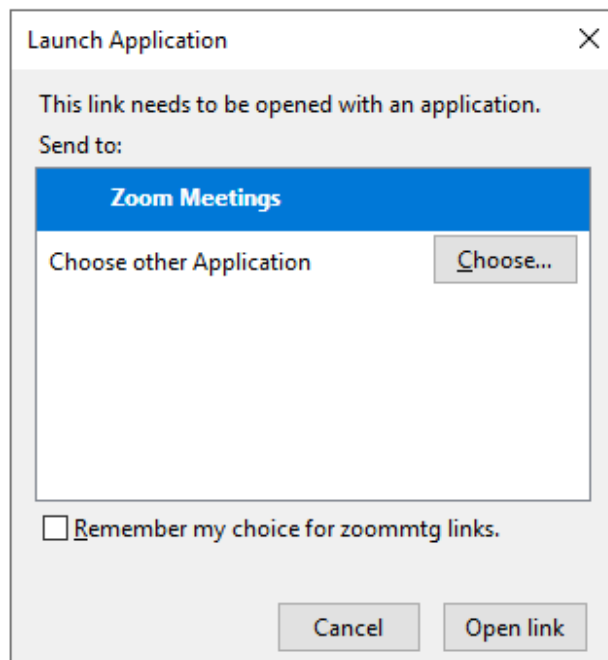 Launch Application
This link needs to be opened with an application.
Send to:
Zoom Meetings
Choose other Application
Choose...
Remember my choice for zoommtg links.
Cancel
Open link